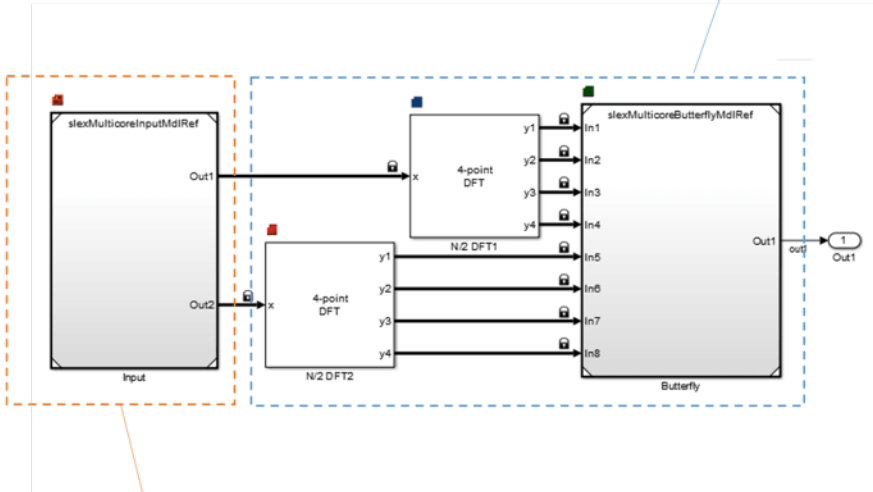 slexMulticoreInputMdlRef
Out1
Out2
Input
x
4-point
DFT
y1
y2
y3
y4
N/2 DFT1
x
4-point
DFT
y1
y2
y3
y4
N/2 DFT2
slexMulticoreButterflyMdlRef
In1
In2
In3
In4
In5
In6
In7
In8
Out1
Butterfly
out1
1
Out1